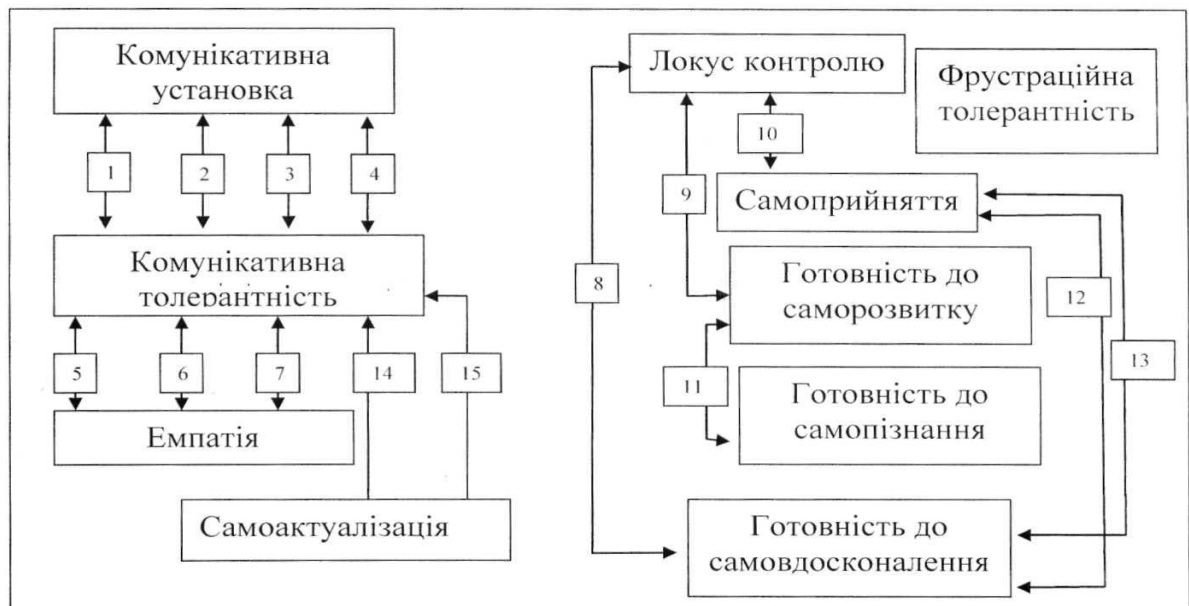 Комунікативна
установка
1
2
3
4
Комунікативна
толерантність
5
6
7
14
15
Емпатія
Самоактуалізація
Локус контролю
Фрустраційна
толерантність
10
9
Самоприйняття
8
Готовність до
саморозвитку
12
13
11
Готовність до
самопізнання
Готовність до
самовдосконалення